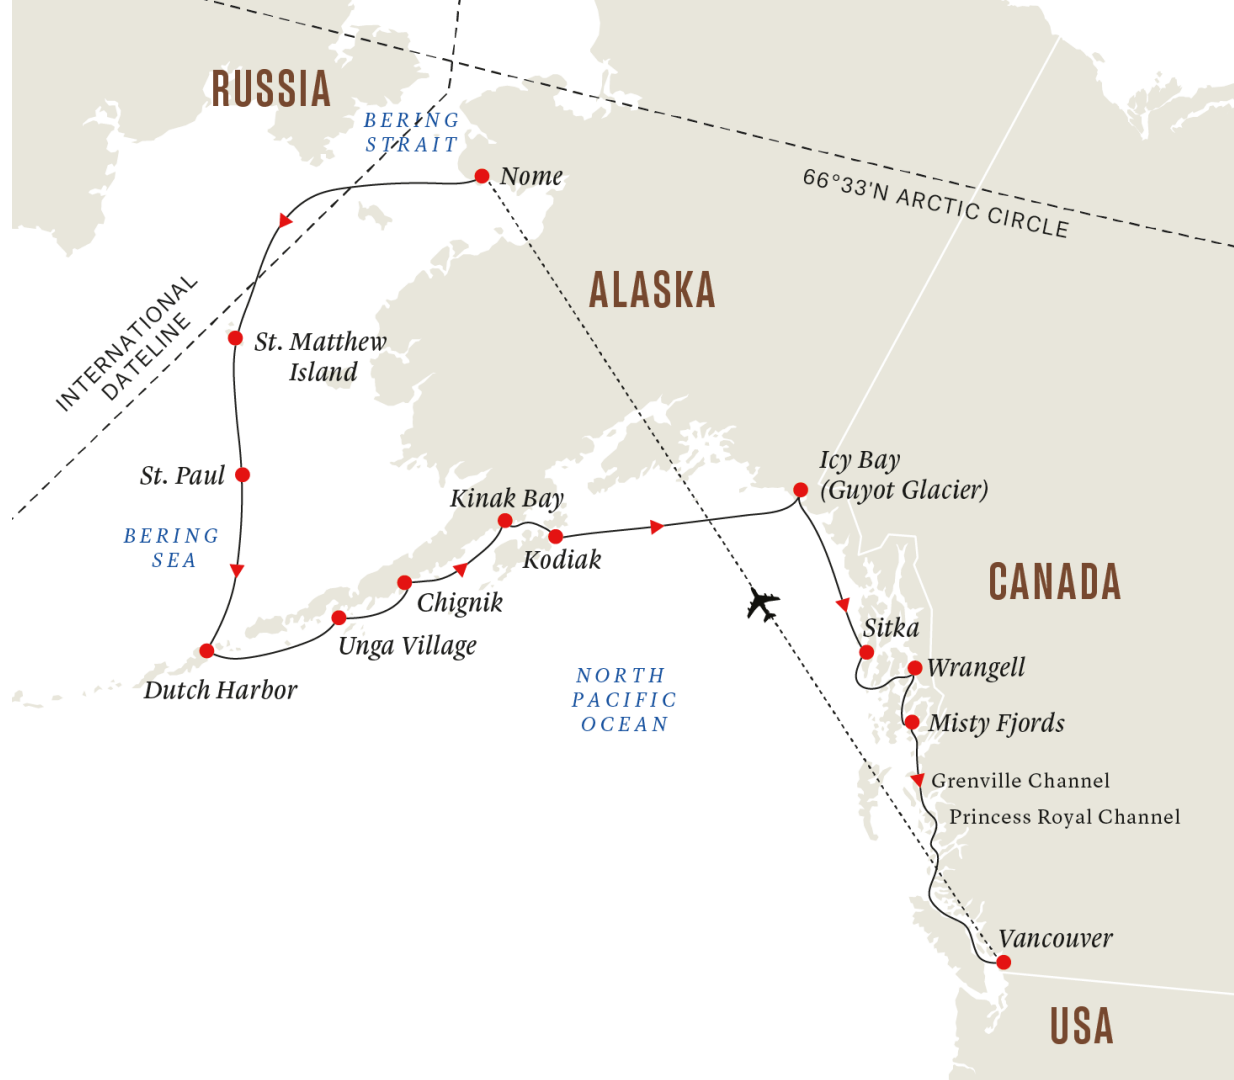 RUSSIA
BERING
STRAIT
Nome
66°33'N ARCTIC CIRCLE
ALASKA
INTERNATIONAL
DATELINE
St. Matthew
Island
St. Paul
Icy Bay
(Guyot Glacier)
Kinak Bay
BERING
SEA
Kodiak
CANADA
Chignik
Sitka
Unga Village
Wrangell
Dutch Harbor
NORTH
PACIFIC
OCEAN
Misty Fjords
Grenville Channel
Princess Royal Channel
Vancouver
USA